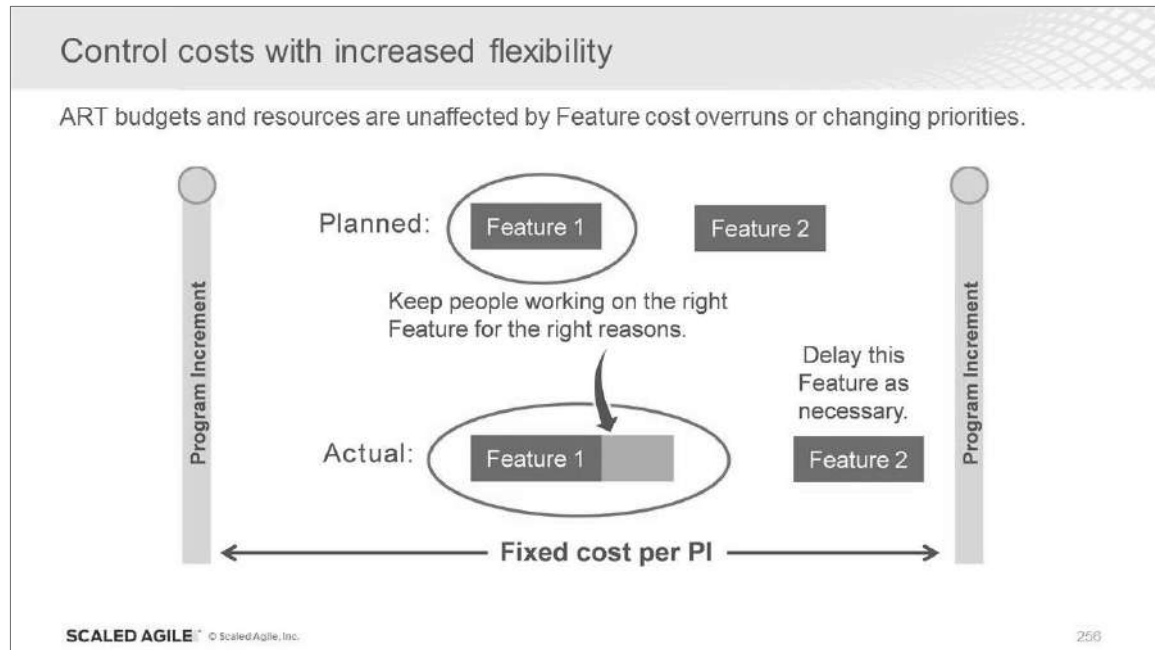 Control costs with increased flexibility
ART budgets and resources are unaffected by Feature cost overruns or changing priorities.
Program Increment
Planned:
Feature 1
Feature 2
Keep people working on the right
Feature for the right reasons.
Delay this
Feature as
necessary.
Actual:
Feature 1
Feature 2
Program Increment
Fixed cost per PI
SCALED AGILE © Scaled Agile, Inc.
256